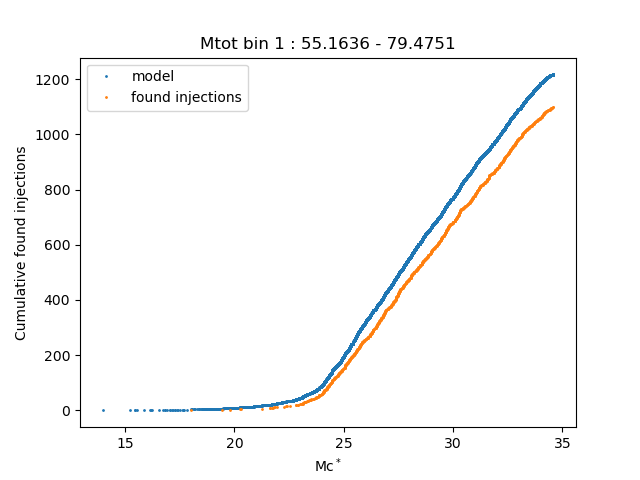 Mtot bin 1 : 55.1636 - 79.4751
model
found injections
1200
1000
800
600
400
200
0
Cumulative found injections
15 20 25 30 35
Mc*